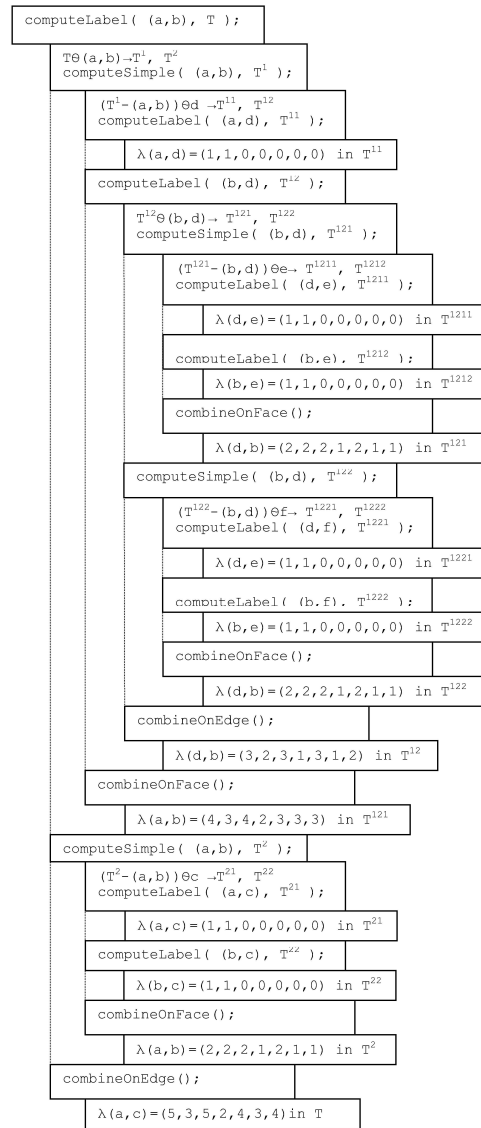 computeLabel( (a,b), T );
TΘ(a,b)→T¹, T²
computeSimple( (a,b), T¹ );
(T¹-(a,b))Θd →T¹¹, T¹²
computeLabel( (a,d), T¹¹ );
λ(a,d)=(1,1,0,0,0,0,0) in T¹¹
computeLabel( (b,d), T¹² );
T¹²Θ(b,d)→ T¹²¹, T¹²²
computeSimple( (b,d), T¹²¹ );
(T¹²¹-(b,d))Θe→ T¹²¹¹, T¹²¹²
computeLabel( (d,e), T¹²¹¹ );
λ(d,e)=(1,1,0,0,0,0,0) in T¹²¹¹
computeLabel( (b,e), T¹²¹² );
λ(b,e)=(1,1,0,0,0,0,0) in T¹²¹²
combineOnFace();
λ(d,b)=(2,2,2,1,2,1,1) in T¹²¹
computeSimple( (b,d), T¹²² );
(T¹²²-(b,d))Θf→ T¹²²¹, T¹²²²
computeLabel( (d,f), T¹²²¹ );
λ(d,e)=(1,1,0,0,0,0,0) in T¹²²¹
computeLabel( (b,f), T¹²²² );
λ(b,e)=(1,1,0,0,0,0,0) in T¹²²²
combineOnFace();
λ(d,b)=(2,2,2,1,2,1,1) in T¹²²
combineOnEdge();
λ(d,b)=(3,2,3,1,3,1,2) in T¹²
combineOnFace();
λ(a,b)=(4,3,4,2,3,3,3) in T¹²¹
computeSimple( (a,b), T² );
(T²-(a,b))Θc →T²¹, T²²
computeLabel( (a,c), T²¹ );
λ(a,c)=(1,1,0,0,0,0,0) in T²¹
computeLabel( (b,c), T²² );
λ(b,c)=(1,1,0,0,0,0,0) in T²²
combineOnFace();
λ(a,b)=(2,2,2,1,2,1,1) in T²
combineOnEdge();
λ(a,c)=(5,3,5,2,4,3,4)in T